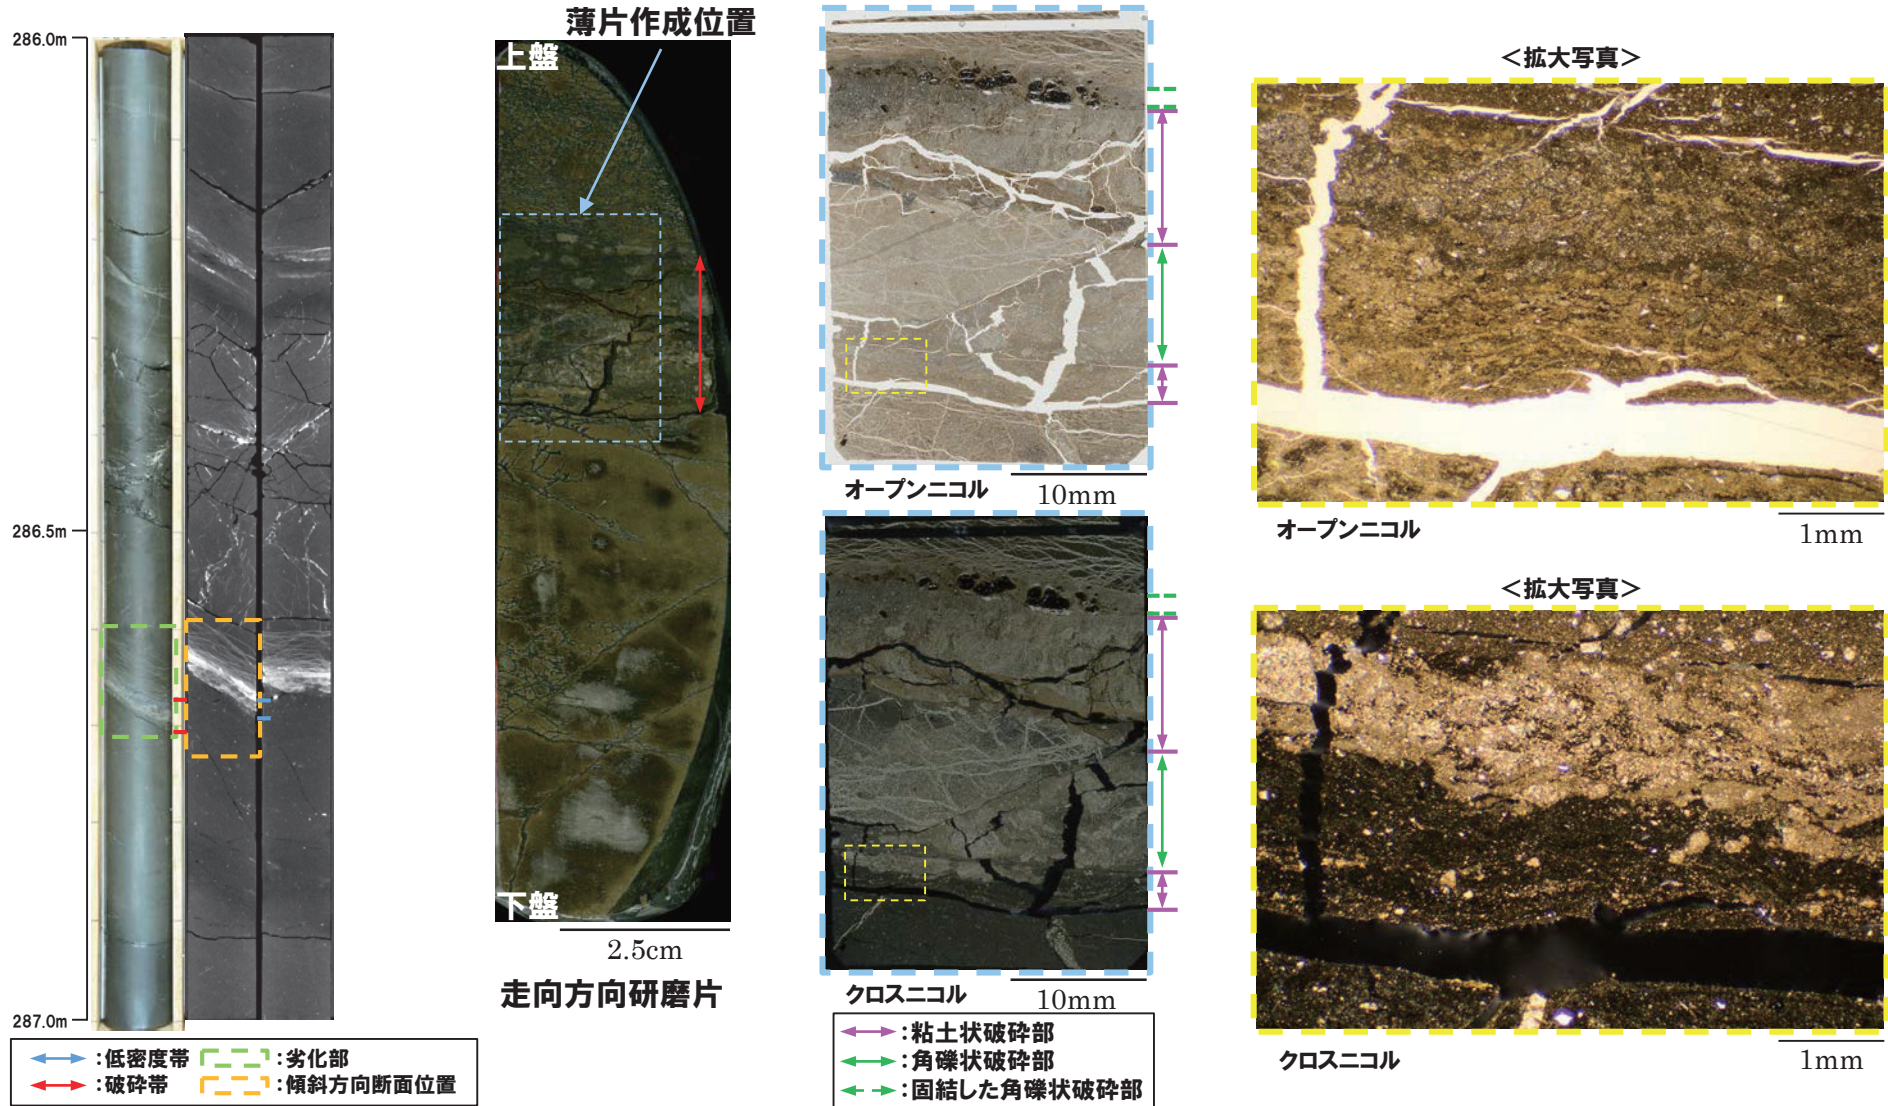 286.0m
286.5m
287.0m
:低密度帯
:劣化部
:破砕帯
:傾斜方向断面位置
薄片作成位置
上盤
下盤
2.5cm
走向方向研磨片
オープンニコル
10mm
クロスニコル
10mm
:粘土状破砕部
:角礫状破砕部
:固結した角礫状破砕部
<拡大写真>
オープンニコル
1mm
<拡大写真>
クロスニコル
1mm